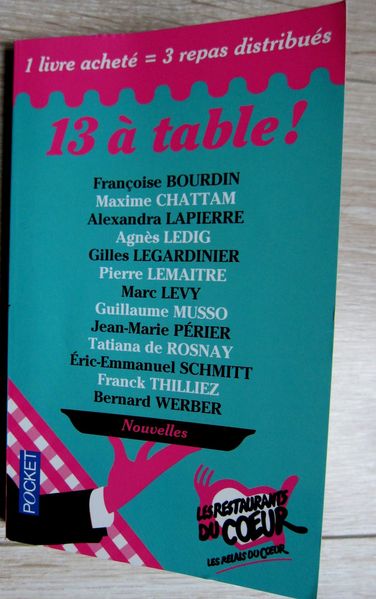 1 livre acheté = 3 repas distribués
13 à table !
Françoise BOURDIN
Maxime CHATTAM
Alexandra LAPIERRE
Agnès LEDIG
Gilles LEGARDINIER
Pierre LEMAITRE
Marc LEVY
Guillaume MUSSO
Jean-Marie PÉRIER
Tatiana de ROSNAY
Éric-Emmanuel SCHMITT
Franck THILLIEZ
Bernard WERBER
Nouvelles
POCKET
LES RESTAURANTS
DU CŒUR
LES RELAIS DU CŒUR